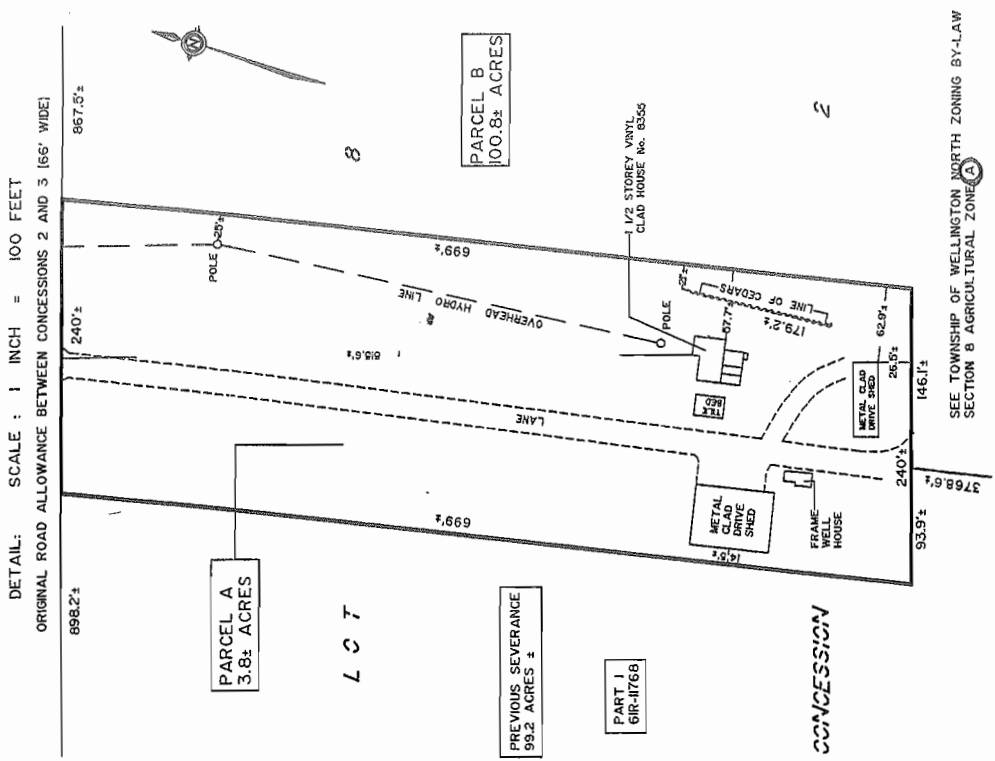 DETAIL: SCALE : 1 INCH = 100 FEET
ORIGINAL ROAD ALLOWANCE BETWEEN CONCESSIONS 2 AND 3 (66' WIDE)
898.2'±
240'±
867.5'±
N
POLE
25'±
8
PARCEL B
100.8± ACRES
699'±
OVERHEAD HYDRO LINE
615.6'±
1 1/2 STOREY VINYL
CLAD HOUSE No. 8355
PARCEL A
3.8± ACRES
LOT
699'±
LANE
POLE
LINE OF CEDARS
179.2'±
57.7'±
TILE
BED
2
PREVIOUS SEVERANCE
99.2 ACRES ±
PART 1
61R-11768
METAL
CLAD
DRIVE
SHED
14.5'±
FRAME
WELL
HOUSE
METAL CLAD
DRIVE SHED
62.9'±
26.5'±
CONCESSION
240'±
93.9'±
146.1'±
3768.6'±
SEE TOWNSHIP OF WELLINGTON NORTH ZONING BY-LAW
SECTION 8 AGRICULTURAL ZONE A